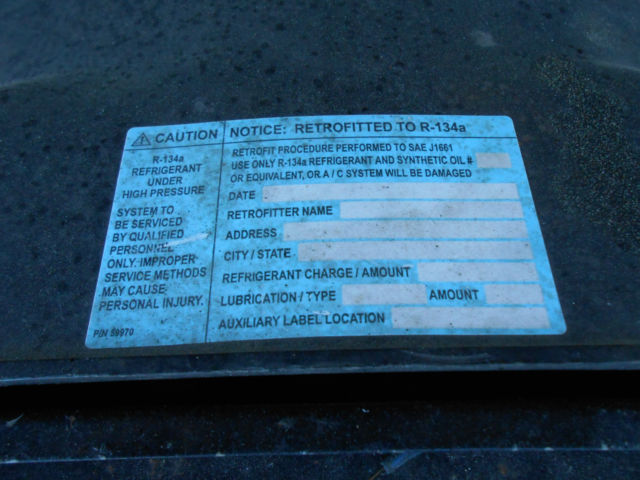 CAUTION
R-134a
REFRIGERANT
UNDER
HIGH PRESSURE
SYSTEM TO
BE SERVICED
BY QUALIFIED
PERSONNEL
ONLY. IMPROPER
SERVICE METHODS
MAY CAUSE
PERSONAL INJURY.
P/N 59970
NOTICE: RETROFITTED TO R-134a
RETROFIT PROCEDURE PERFORMED TO SAE J1661
USE ONLY R-134a REFRIGERANT AND SYNTHETIC OIL #
OR EQUIVALENT, OR A / C SYSTEM WILL BE DAMAGED
DATE
RETROFITTER NAME
ADDRESS
CITY / STATE
REFRIGERANT CHARGE / AMOUNT
LUBRICATION / TYPE AMOUNT
AUXILIARY LABEL LOCATION